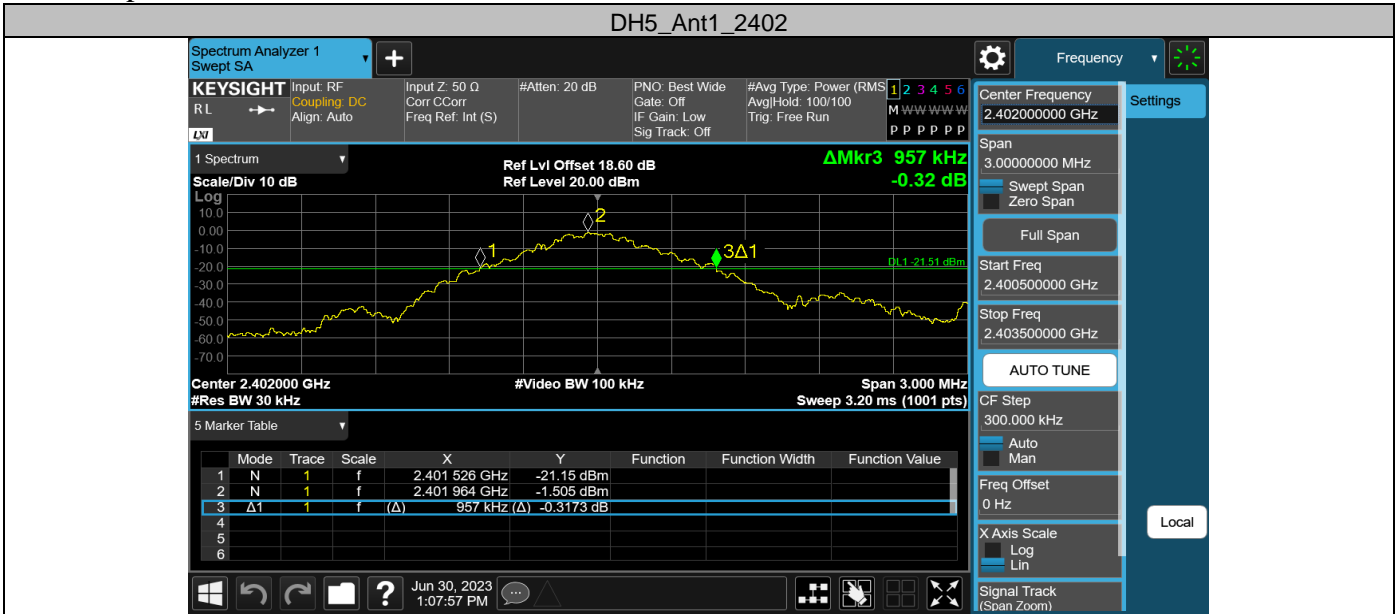 DH5_Ant1_2402
Spectrum Analyzer 1
Swept SA
+
Frequency
KEYSIGHT
RL
LXI
Input: RF
Coupling: DC
Align: Auto
Input Z: 50 Ω
Corr CCorr
Freq Ref: Int (S)
#Atten: 20 dB
PNO: Best Wide
Gate: Off
IF Gain: Low
Sig Track: Off
#Avg Type: Power (RMS
Avg|Hold: 100/100
Trig: Free Run
1 2 3 4 5 6
M W W W W W
P P P P P P
1 Spectrum
Scale/Div 10 dB
Ref Lvl Offset 18.60 dB
Ref Level 20.00 dBm
ΔMkr3 957 kHz
-0.32 dB
Log
10.0
0.00
-10.0
-20.0
-30.0
-40.0
-50.0
-60.0
-70.0
1
2
3Δ1
DL1 -21.51 dBm
Center 2.402000 GHz
#Video BW 100 kHz
Span 3.000 MHz
#Res BW 30 kHz
Sweep 3.20 ms (1001 pts)
5 Marker Table
Mode Trace Scale X Y Function Function Width Function Value
1 N 1 f 2.401 526 GHz -21.15 dBm
2 N 1 f 2.401 964 GHz -1.505 dBm
3 Δ1 1 f (Δ) 957 kHz (Δ) -0.3173 dB
4
5
6
?
Jun 30, 2023
1:07:57 PM
Center Frequency
2.402000000 GHz
Span
3.00000000 MHz
Swept Span
Zero Span
Full Span
Start Freq
2.400500000 GHz
Stop Freq
2.403500000 GHz
AUTO TUNE
CF Step
300.000 kHz
Auto
Man
Freq Offset
0 Hz
X Axis Scale
Log
Lin
Signal Track
(Span Zoom)
Settings
Local